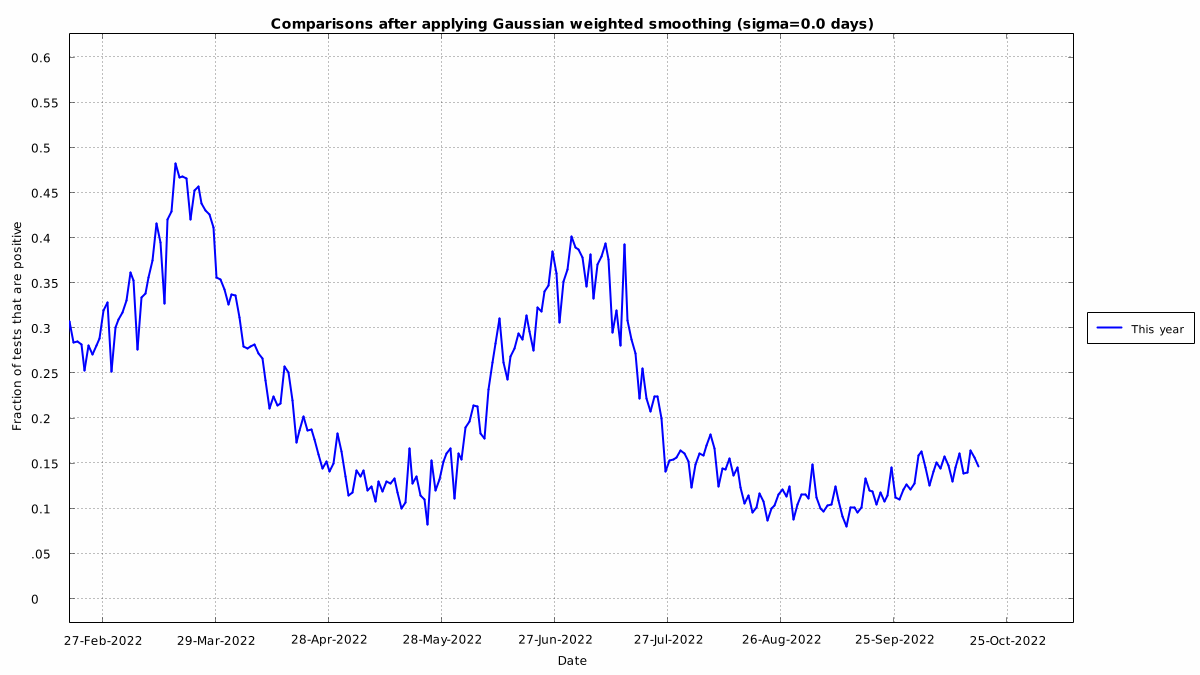 Comparisons after applying Gaussian weighted smoothing (sigma=0.0 days)
0.6
0.55
0.5
0.45
0.4
0.35
0.3
0.25
0.2
0.15
0.1
.05
0
Fraction of tests that are positive
This year
27-Feb-2022 29-Mar-2022 28-Apr-2022 28-May-2022 27-Jun-2022 27-Jul-2022 26-Aug-2022 25-Sep-2022 25-Oct-2022
Date